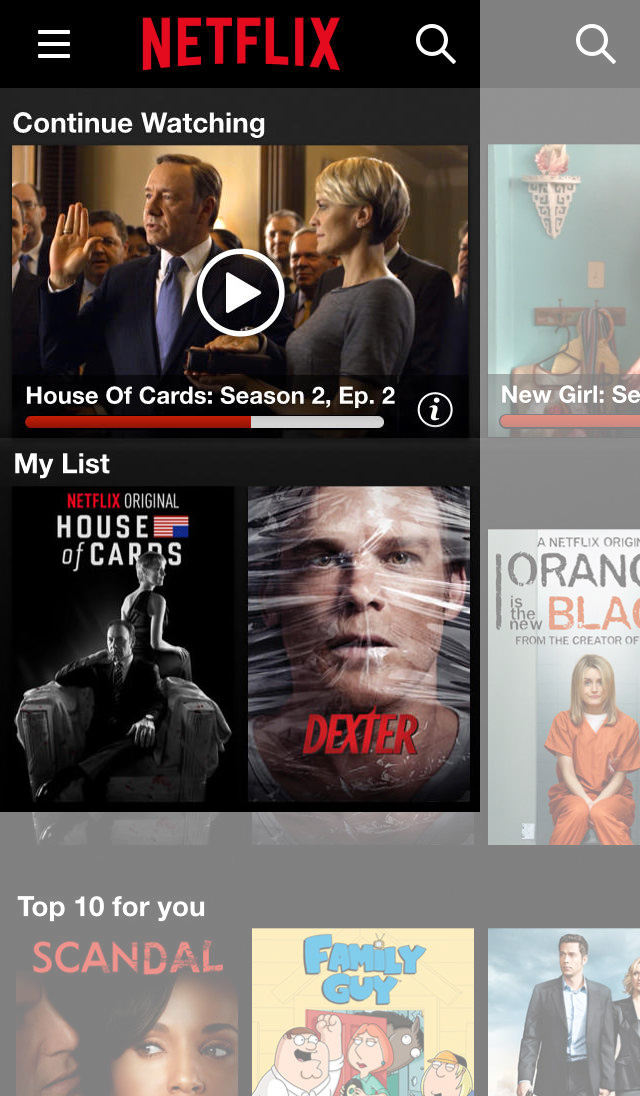 NETFLIX
Continue Watching
House Of Cards: Season 2, Ep. 2
New Girl: Se
My List
NETFLIX ORIGINAL
HOUSE
of CARDS
DEXTER
A NETFLIX ORIGIN
ORANG
is
the
new
BLAC
FROM THE CREATOR OF
Top 10 for you
SCANDAL
FAMILY
GUY